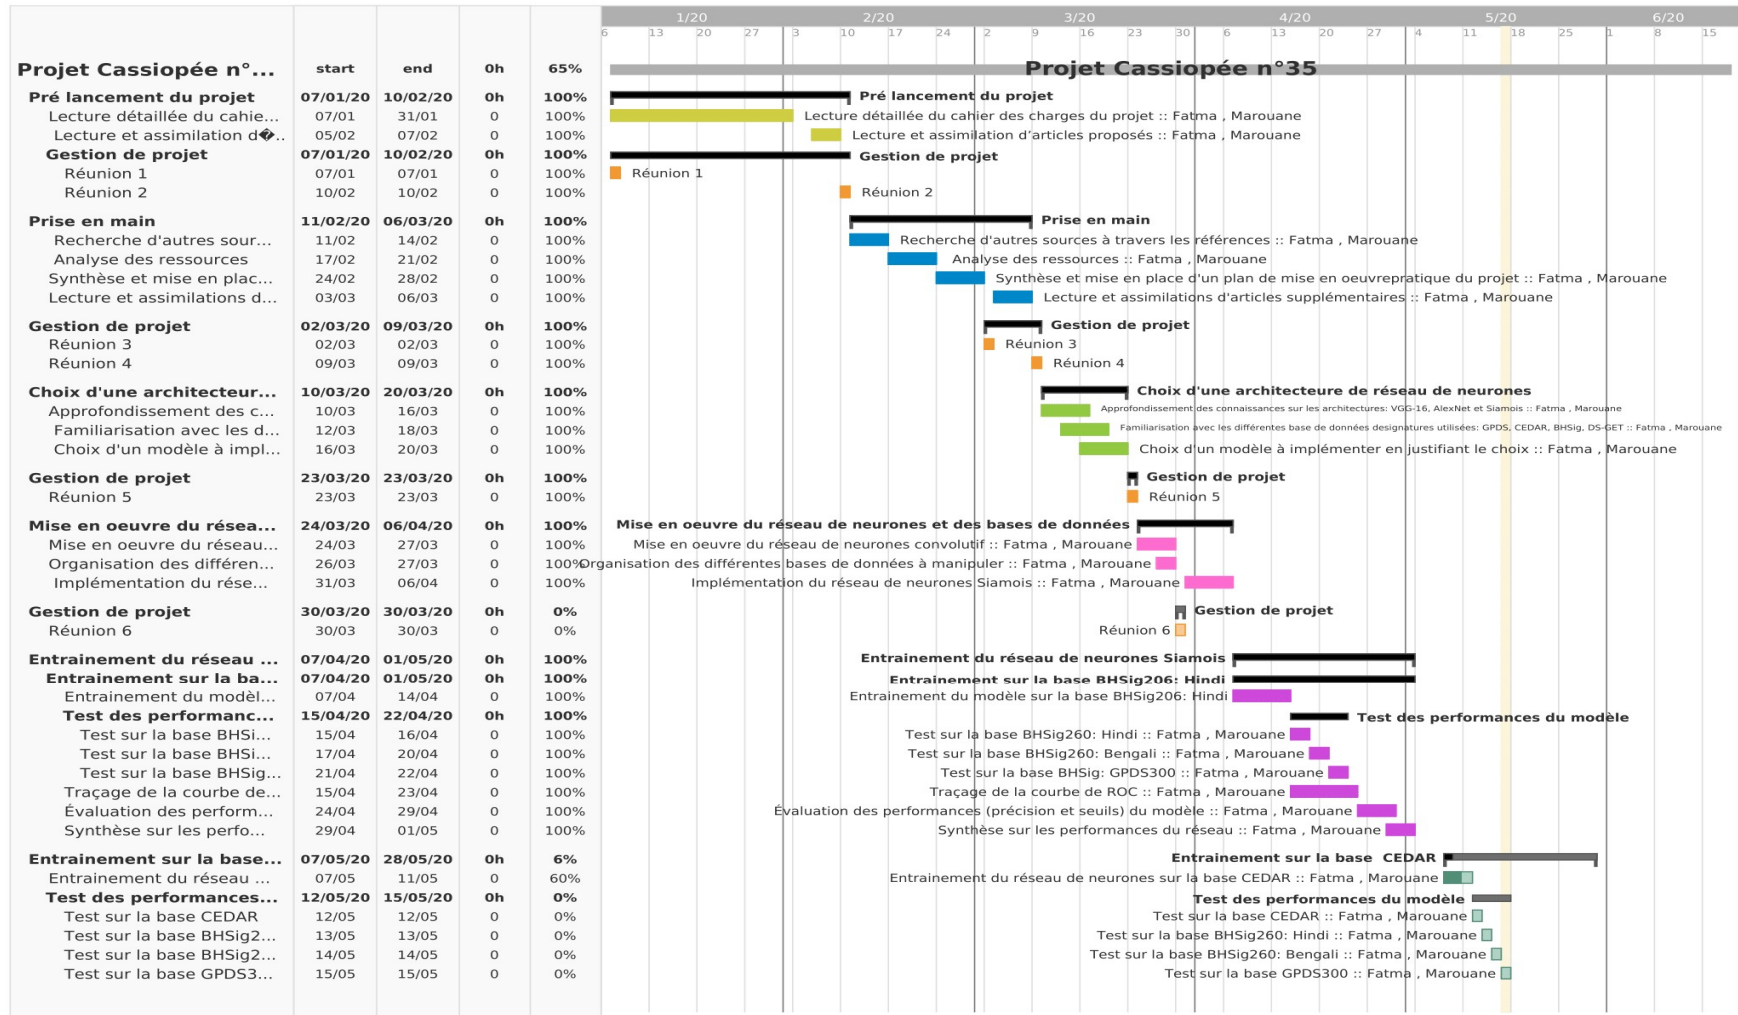 1/20 2/20 3/20 4/20 5/20 6/20
6 13 20 27 3 10 17 24 2 9 16 23 30 6 13 20 27 4 11 18 25 1 8 15
Projet Cassiopée n°... start end 0h 65% Projet Cassiopée n°35
Pré lancement du projet 07/01/20 10/02/20 0h 100% Pré lancement du projet
Lecture détaillée du cahie... 07/01 31/01 0 100% Lecture détaillée du cahier des charges du projet :: Fatma , Marouane
Lecture et assimilation d�.. 05/02 07/02 0 100% Lecture et assimilation d’articles proposés :: Fatma , Marouane
Gestion de projet 07/01/20 10/02/20 0h 100% Gestion de projet
Réunion 1 07/01 07/01 0 100% Réunion 1
Réunion 2 10/02 10/02 0 100% Réunion 2
Prise en main 11/02/20 06/03/20 0h 100% Prise en main
Recherche d'autres sour... 11/02 14/02 0 100% Recherche d'autres sources à travers les références :: Fatma , Marouane
Analyse des ressources 17/02 21/02 0 100% Analyse des ressources :: Fatma , Marouane
Synthèse et mise en plac... 24/02 28/02 0 100% Synthèse et mise en place d'un plan de mise en oeuvrepratique du projet :: Fatma , Marouane
Lecture et assimilations d... 03/03 06/03 0 100% Lecture et assimilations d'articles supplémentaires :: Fatma , Marouane
Gestion de projet 02/03/20 09/03/20 0h 100% Gestion de projet
Réunion 3 02/03 02/03 0 100% Réunion 3
Réunion 4 09/03 09/03 0 100% Réunion 4
Choix d'une architecteur... 10/03/20 20/03/20 0h 100% Choix d'une architecteure de réseau de neurones
Approfondissement des c... 10/03 16/03 0 100% Approfondissement des connaissances sur les architectures: VGG-16, AlexNet et Siamois :: Fatma , Marouane
Familiarisation avec les d... 12/03 18/03 0 100% Familiarisation avec les différentes base de données designatures utilisées: GPDS, CEDAR, BHSig, DS-GET :: Fatma , Marouane
Choix d'un modèle à impl... 16/03 20/03 0 100% Choix d'un modèle à implémenter en justifiant le choix :: Fatma , Marouane
Gestion de projet 23/03/20 23/03/20 0h 100% Gestion de projet
Réunion 5 23/03 23/03 0 100% Réunion 5
Mise en oeuvre du résea... 24/03/20 06/04/20 0h 100% Mise en oeuvre du réseau de neurones et des bases de données
Mise en oeuvre du réseau... 24/03 27/03 0 100% Mise en oeuvre du réseau de neurones convolutif :: Fatma , Marouane
Organisation des différen... 26/03 27/03 0 100% Organisation des différentes bases de données à manipuler :: Fatma , Marouane
Implémentation du rése... 31/03 06/04 0 100% Implémentation du réseau de neurones Siamois :: Fatma , Marouane
Gestion de projet 30/03/20 30/03/20 0h 0% Gestion de projet
Réunion 6 30/03 30/03 0 0% Réunion 6
Entrainement du réseau ... 07/04/20 01/05/20 0h 100% Entrainement du réseau de neurones Siamois
Entrainement sur la ba... 07/04/20 01/05/20 0h 100% Entrainement sur la base BHSig206: Hindi
Entrainement du modèl... 07/04 14/04 0 100% Entrainement du modèle sur la base BHSig206: Hindi
Test des performanc... 15/04/20 22/04/20 0h 100% Test des performances du modèle
Test sur la base BHSi... 15/04 16/04 0 100% Test sur la base BHSig260: Hindi :: Fatma , Marouane
Test sur la base BHSi... 17/04 20/04 0 100% Test sur la base BHSig260: Bengali :: Fatma , Marouane
Test sur la base BHSig... 21/04 22/04 0 100% Test sur la base BHSig: GPDS300 :: Fatma , Marouane
Traçage de la courbe de... 15/04 23/04 0 100% Traçage de la courbe de ROC :: Fatma , Marouane
Évaluation des perform... 24/04 29/04 0 100% Évaluation des performances (précision et seuils) du modèle :: Fatma , Marouane
Synthèse sur les perfo... 29/04 01/05 0 100% Synthèse sur les performances du réseau :: Fatma , Marouane
Entrainement sur la base... 07/05/20 28/05/20 0h 6% Entrainement sur la base CEDAR
Entrainement du réseau ... 07/05 11/05 0 60% Entrainement du réseau de neurones sur la base CEDAR :: Fatma , Marouane
Test des performances... 12/05/20 15/05/20 0h 0% Test des performances du modèle
Test sur la base CEDAR 12/05 12/05 0 0% Test sur la base CEDAR :: Fatma , Marouane
Test sur la base BHSig2... 13/05 13/05 0 0% Test sur la base BHSig260: Hindi :: Fatma , Marouane
Test sur la base BHSig2... 14/05 14/05 0 0% Test sur la base BHSig260: Bengali :: Fatma , Marouane
Test sur la base GPDS3... 15/05 15/05 0 0% Test sur la base GPDS300 :: Fatma , Marouane